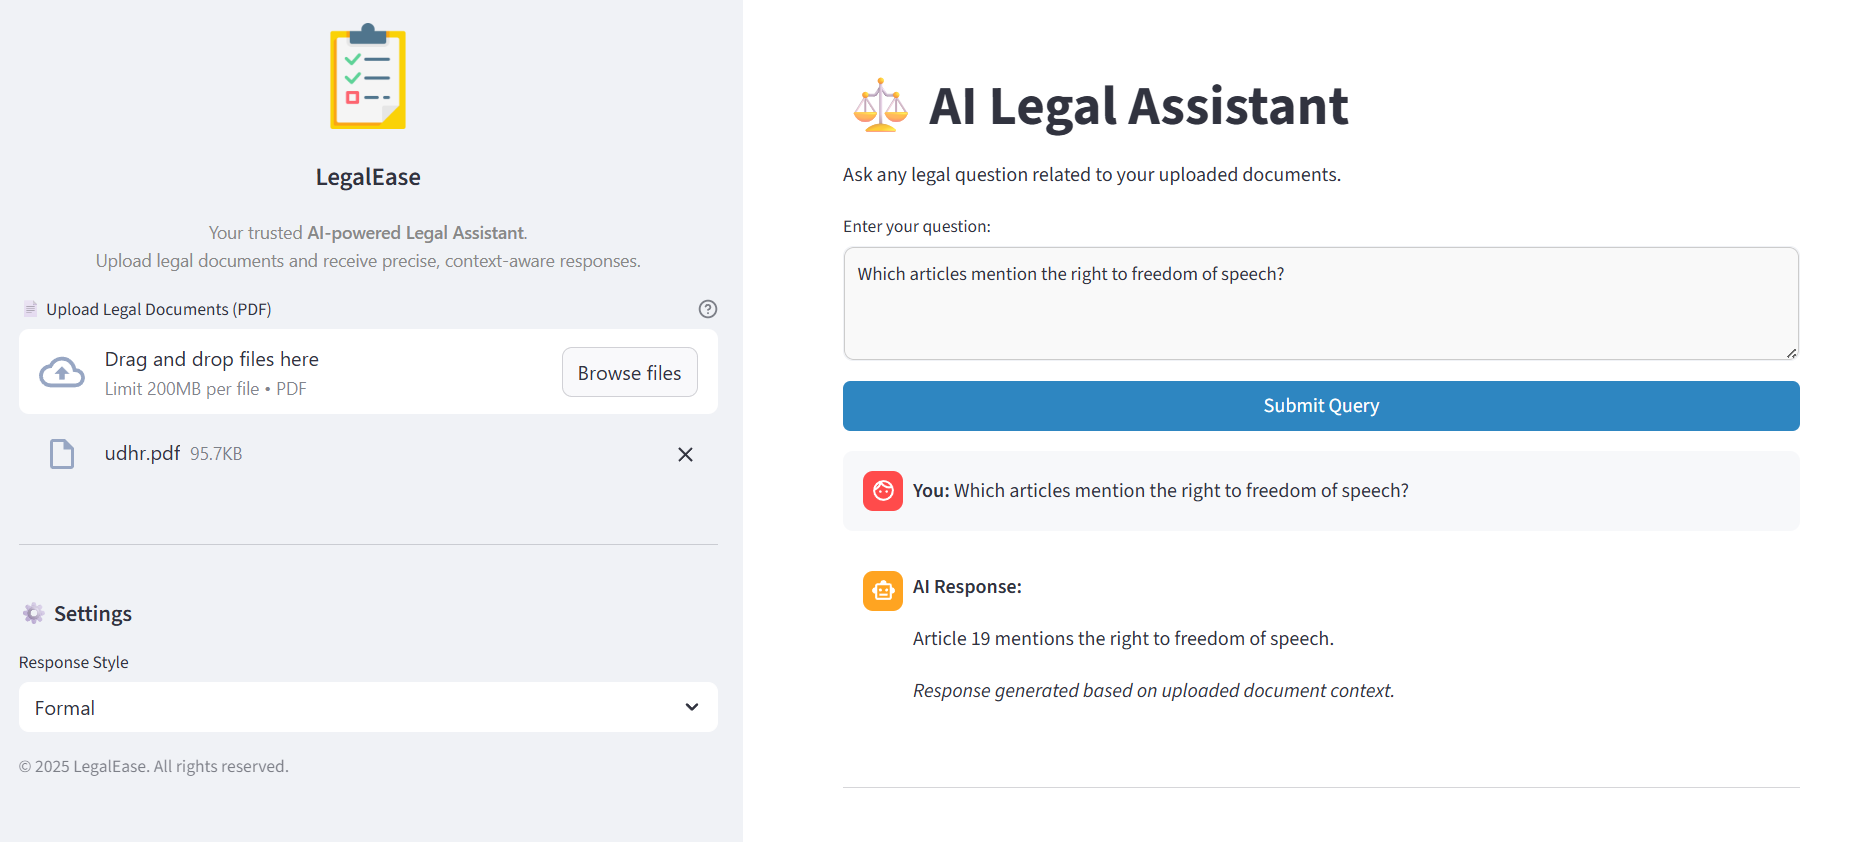 LegalEase
Your trusted AI-powered Legal Assistant.
Upload legal documents and receive precise, context-aware responses.
Upload Legal Documents (PDF)
Drag and drop files here
Limit 200MB per file • PDF
Browse files
udhr.pdf 95.7KB
Settings
Response Style
Formal
© 2025 LegalEase. All rights reserved.
AI Legal Assistant
Ask any legal question related to your uploaded documents.
Enter your question:
Which articles mention the right to freedom of speech?
Submit Query
You: Which articles mention the right to freedom of speech?
AI Response:
Article 19 mentions the right to freedom of speech.
Response generated based on uploaded document context.